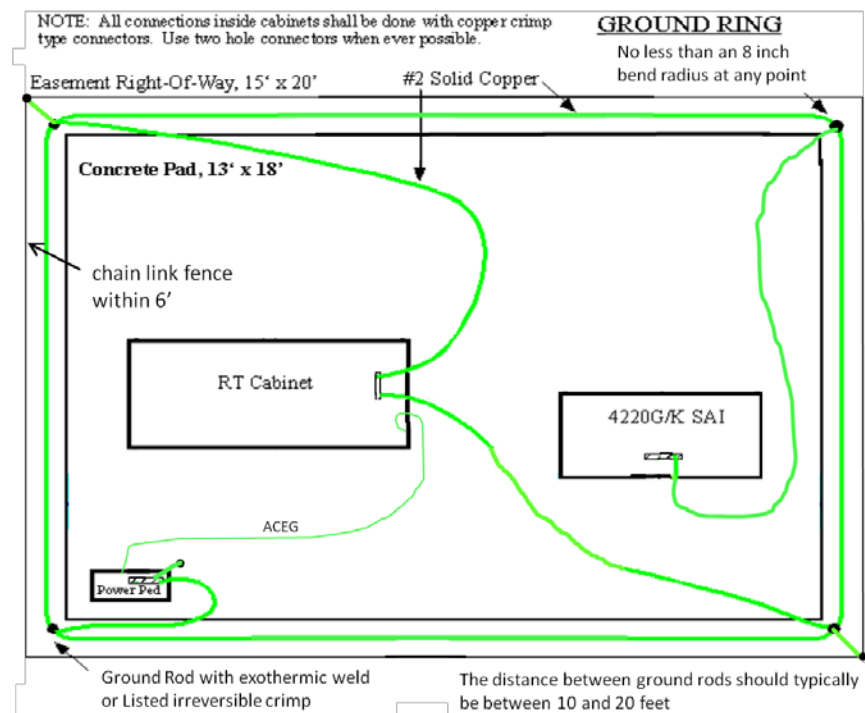 NOTE: All connections inside cabinets shall be done with copper crimp
type connectors. Use two hole connectors when ever possible.
GROUND RING
No less than an 8 inch
bend radius at any point
Easement Right-Of-Way, 15‘ x 20’
#2 Solid Copper
Concrete Pad, 13‘ x 18’
chain link fence
within 6’
RT Cabinet
4220G/K SAI
ACEG
Power Ped
Ground Rod with exothermic weld
or Listed irreversible crimp
The distance between ground rods should typically
be between 10 and 20 feet